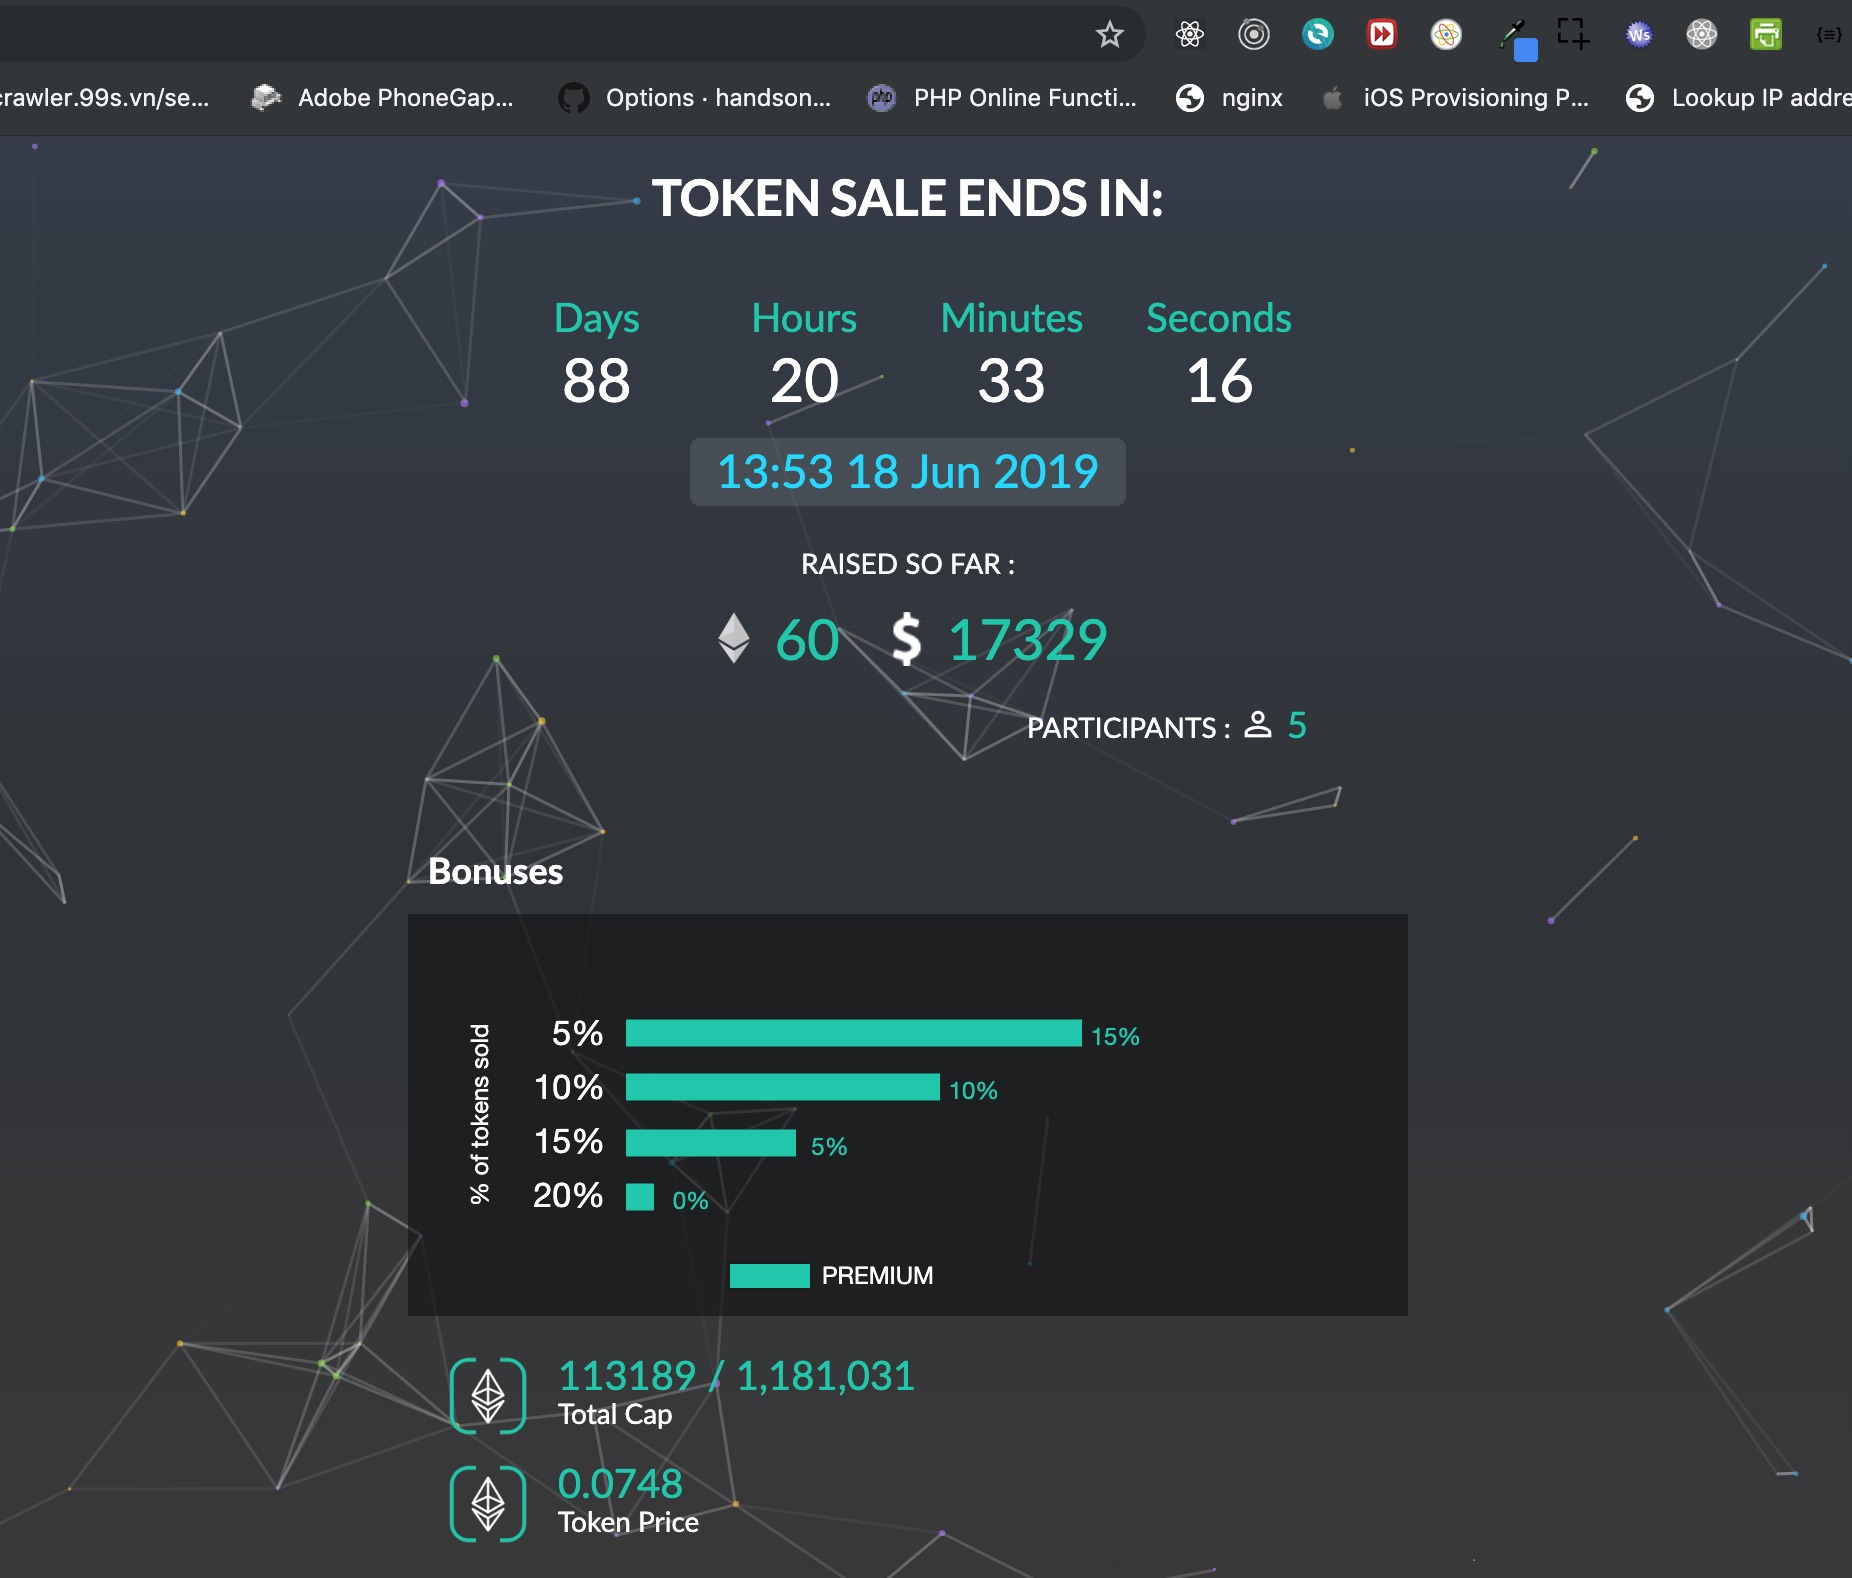 crawler.99s.vn/se... Adobe PhoneGap... Options · handson... PHP Online Functi... nginx iOS Provisioning P... Lookup IP addre
TOKEN SALE ENDS IN:
Days Hours Minutes Seconds
88 20 33 16
13:53 18 Jun 2019
RAISED SO FAR :
60 $ 17329
PARTICIPANTS : 5
Bonuses
% of tokens sold
5% 15%
10% 10%
15% 5%
20% 0%
PREMIUM
113189 / 1,181,031
Total Cap
0.0748
Token Price